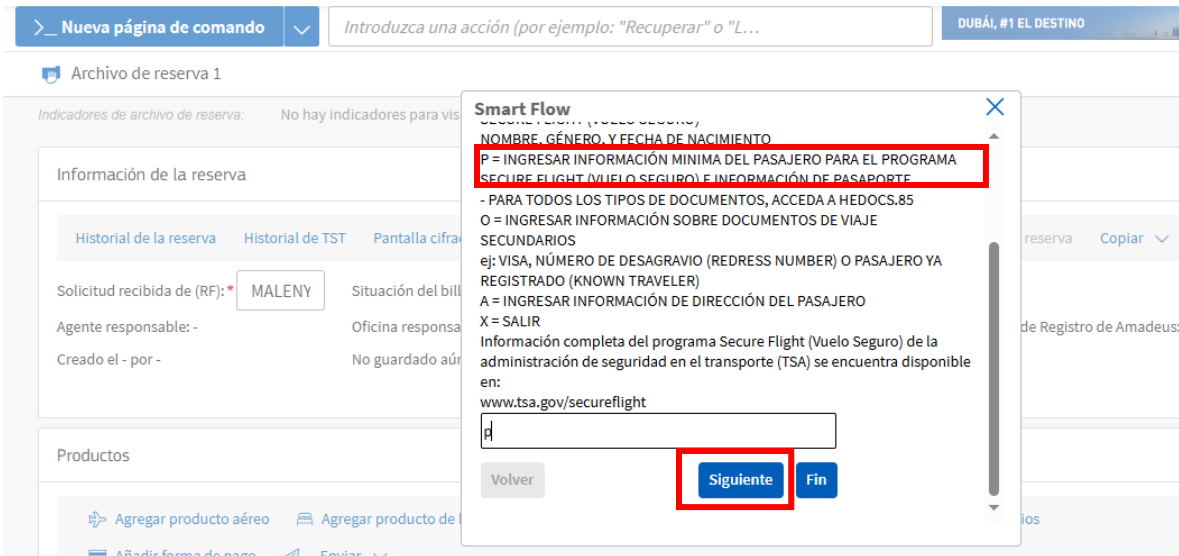 >_ Nueva página de comando
Introduzca una acción (por ejemplo: "Recuperar" o "L...
DUBÁI, #1 EL DESTINO
Archivo de reserva 1
Indicadores de archivo de reserva:
No hay indicadores para vis
Información de la reserva
Historial de la reserva
Historial de TST
Pantalla cifra
reserva
Copiar
Solicitud recibida de (RF):*
MALENY
Situación del bill
Agente responsable: -
Oficina responsa
de Registro de Amadeus:
Creado el - por -
No guardado aún
Productos
Agregar producto aéreo
Agregar producto de
ios
Añadir forma de pago
Enviar
Smart Flow
SECURE FLIGHT (VUELO SEGURO)
NOMBRE, GÉNERO, Y FECHA DE NACIMIENTO
P = INGRESAR INFORMACIÓN MINIMA DEL PASAJERO PARA EL PROGRAMA
SECURE FLIGHT (VUELO SEGURO) E INFORMACIÓN DE PASAPORTE
- PARA TODOS LOS TIPOS DE DOCUMENTOS, ACCEDA A HEDOCS.85
O = INGRESAR INFORMACIÓN SOBRE DOCUMENTOS DE VIAJE
SECUNDARIOS
ej: VISA, NÚMERO DE DESAGRAVIO (REDRESS NUMBER) O PASAJERO YA
REGISTRADO (KNOWN TRAVELER)
A = INGRESAR INFORMACIÓN DE DIRECCIÓN DEL PASAJERO
X = SALIR
Información completa del programa Secure Flight (Vuelo Seguro) de la
administración de seguridad en el transporte (TSA) se encuentra disponible
en:
www.tsa.gov/secureflight
p
Volver
Siguiente
Fin